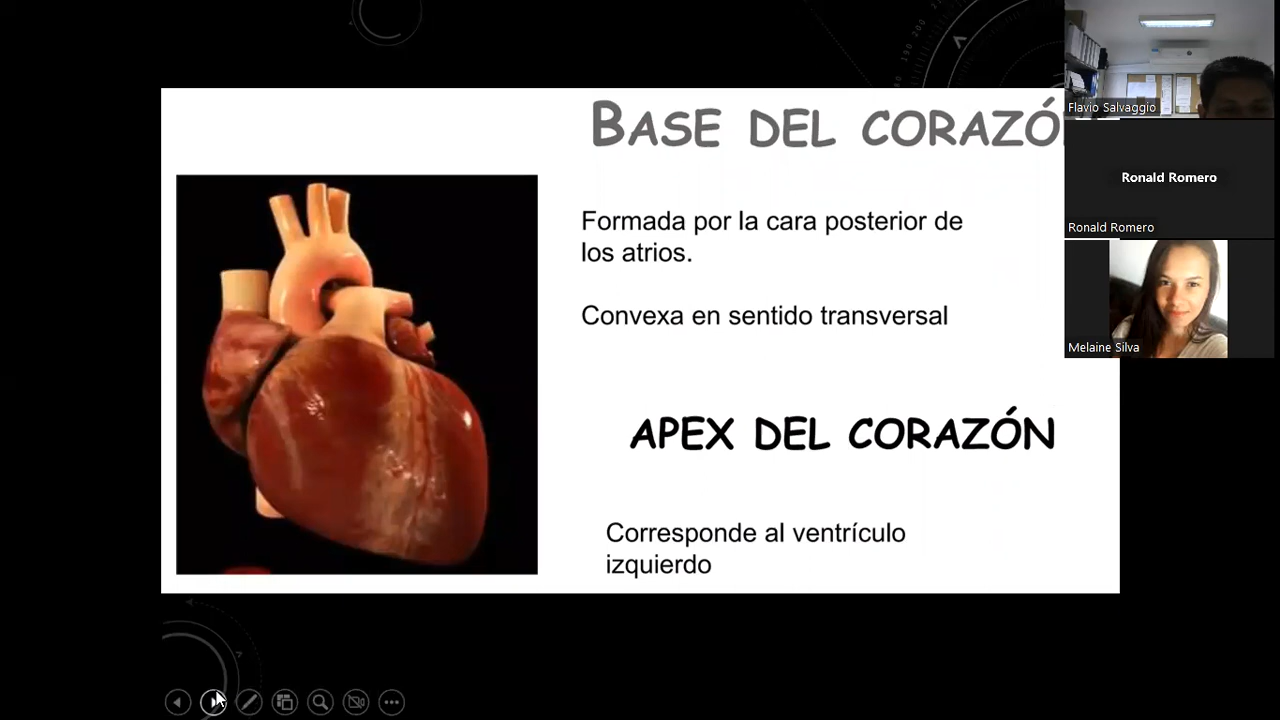 BASE DEL CORAZÓ
Formada por la cara posterior de
los atrios.
Convexa en sentido transversal
APEX DEL CORAZÓN
Corresponde al ventrículo
izquierdo
Flavio Salvaggio
Ronald Romero
Ronald Romero
Melaine Silva